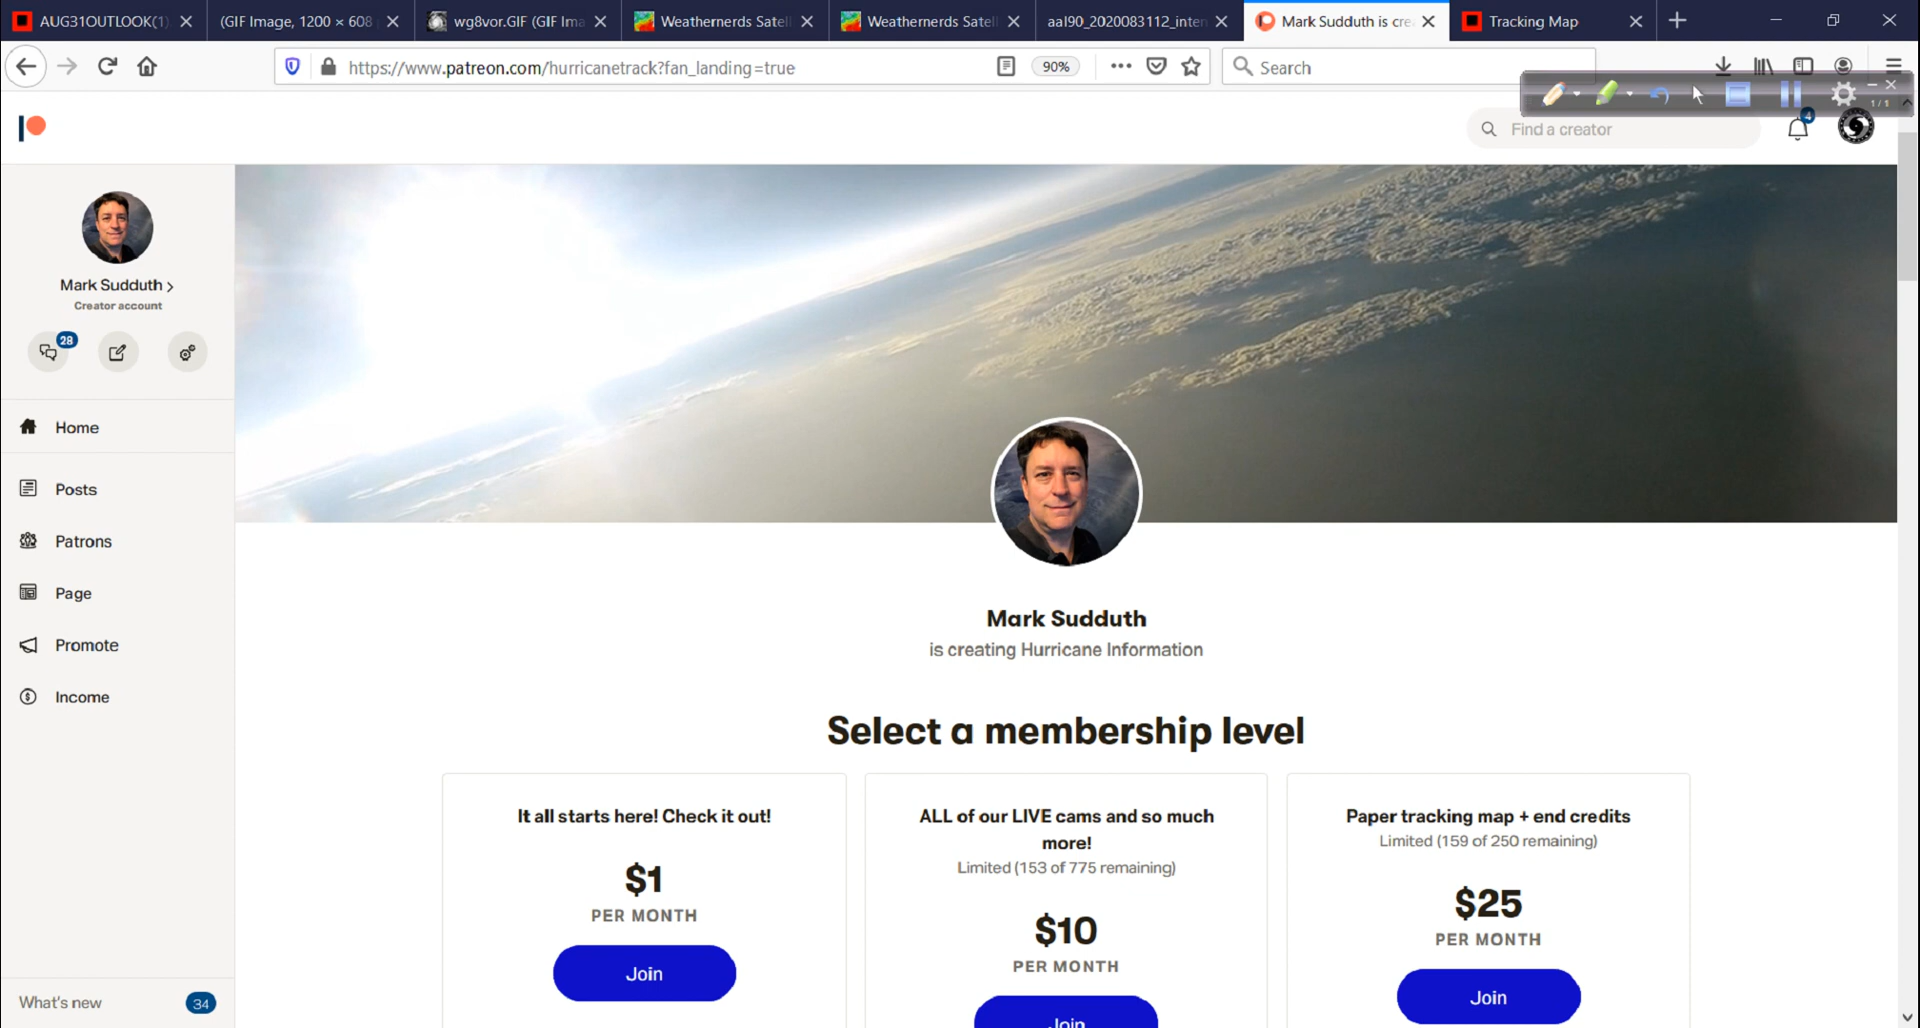 AUG31OUTLOOK(1)
(GIF Image, 1200 × 608
wg8vor.GIF (GIF Ima
Weathernerds Satell
Weathernerds Satell
aal90_2020083112_inten
Mark Sudduth is cre
Tracking Map
https://www.patreon.com/hurricanetrack?fan_landing=true
90%
Search
1/1
Find a creator
4
Mark Sudduth
Creator account
28
Home
Posts
Patrons
Page
Promote
Income
What's new
34
Mark Sudduth
is creating Hurricane Information
Select a membership level
It all starts here! Check it out!
$1
PER MONTH
Join
ALL of our LIVE cams and so much
more!
Limited (153 of 775 remaining)
$10
PER MONTH
Join
Paper tracking map + end credits
Limited (159 of 250 remaining)
$25
PER MONTH
Join